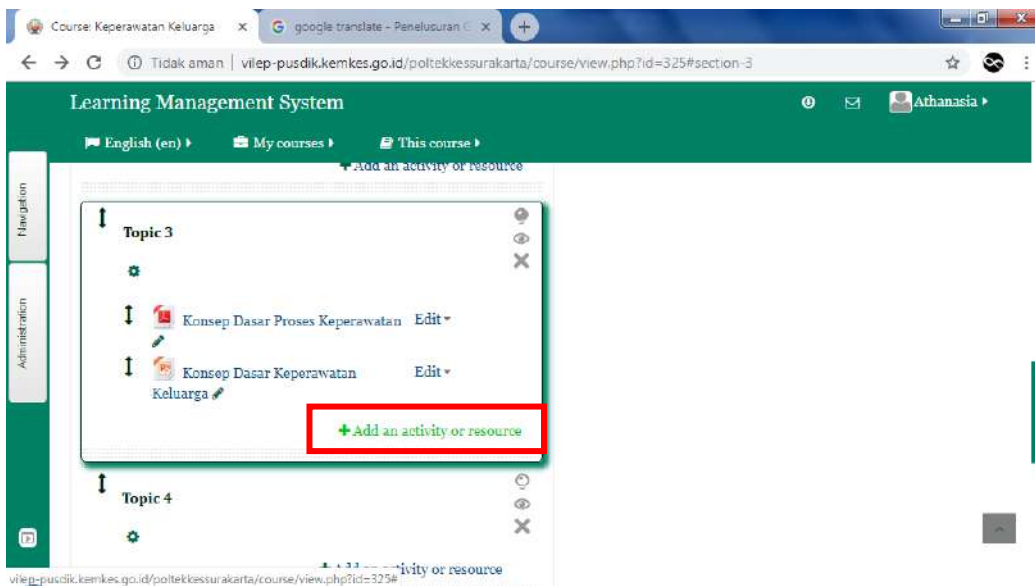 Course: Keperawatan Keluarga
google translate - Penelusuran G
Tidak aman | vilep-pusdik.kemkes.go.id/poltekkessurakarta/course/view.php?id=325#section-3
Learning Management System
Athanasia
English (en)
My courses
This course
Navigation
Administration
Add an activity or resource
Topic 3
Konsep Dasar Proses Keperawatan Edit
Konsep Dasar Keperawatan Edit
Keluarga
Add an activity or resource
Topic 4
activity or resource
vilep-pusdik.kemkes.go.id/poltekkessurakarta/course/view.php?id=325#